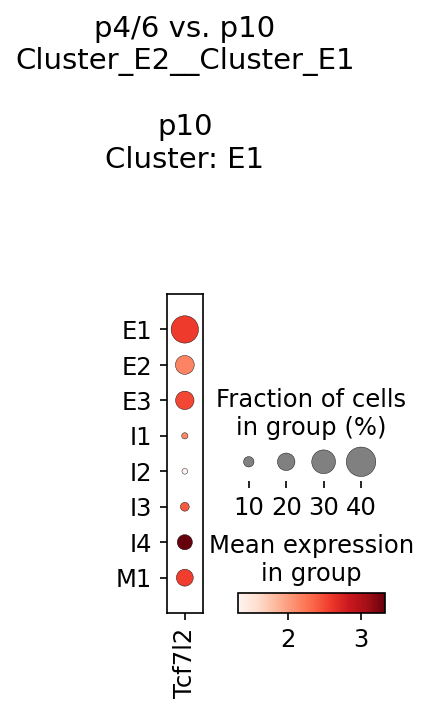 p4/6 vs. p10
Cluster_E2__Cluster_E1
p10
Cluster: E1
E1
E2
E3
I1
I2
I3
I4
M1
Tcf7l2
Fraction of cells
in group (%)
10 20 30 40
Mean expression
in group
2 3